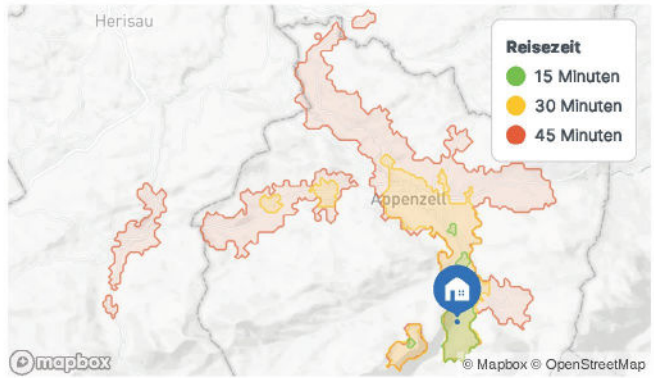 Herisau
Reisezeit
15 Minuten
30 Minuten
45 Minuten
Appenzell
mapbox
© Mapbox © OpenStreetMap